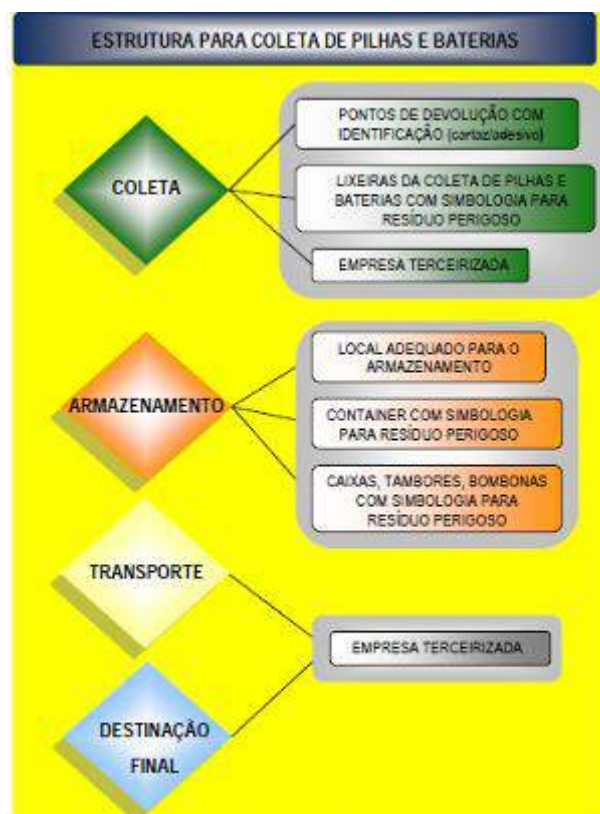 ESTRUTURA PARA COLETA DE PILHAS E BATERIAS
COLETA
PONTOS DE DEVOLUÇÃO COM
IDENTIFICAÇÃO (cartaz/adesivo)
LIXEIRAS DA COLETA DE PILHAS E
BATERIAS COM SIMBOLOGIA PARA
RESÍDUO PERIGOSO
EMPRESA TERCEIRIZADA
ARMAZENAMENTO
LOCAL ADEQUADO PARA O
ARMAZENAMENTO
CONTAINER COM SIMBOLOGIA
PARA RESÍDUO PERIGOSO
CAIXAS, TAMBORES, BOMBONAS
COM SIMBOLOGIA PARA
RESÍDUO PERIGOSO
TRANSPORTE
EMPRESA TERCEIRIZADA
DESTINAÇÃO
FINAL